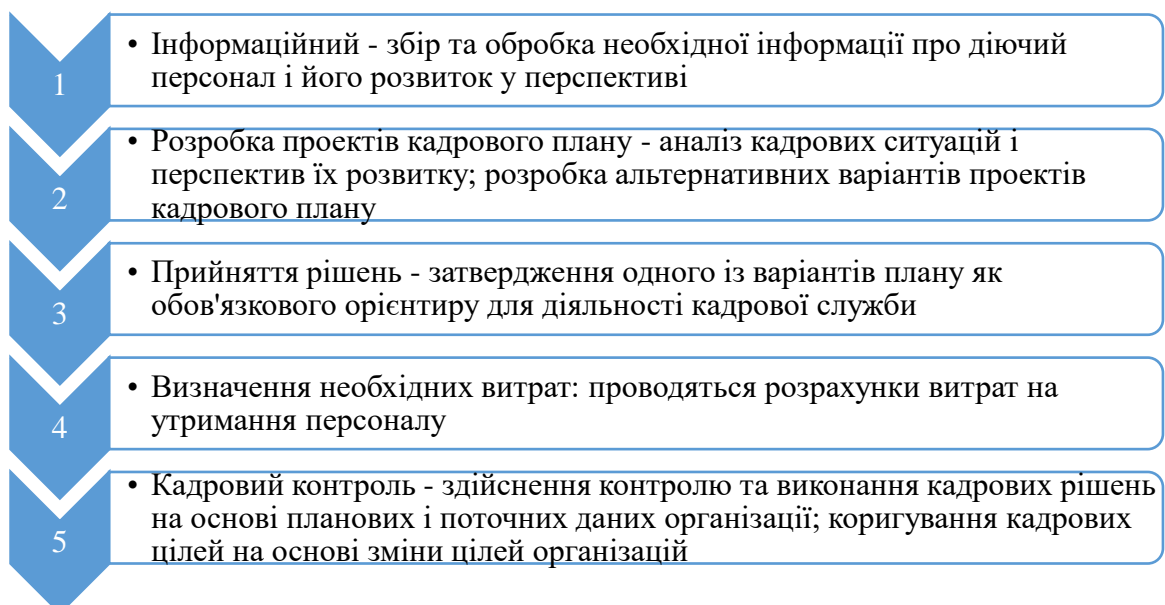 1
• Інформаційний - збір та обробка необхідної інформації про діючий
персонал і його розвиток у перспективі
2
• Розробка проектів кадрового плану - аналіз кадрових ситуацій і
перспектив їх розвитку; розробка альтернативних варіантів проектів
кадрового плану
3
• Прийняття рішень - затвердження одного із варіантів плану як
обов'язкового орієнтиру для діяльності кадрової служби
4
• Визначення необхідних витрат: проводяться розрахунки витрат на
утримання персоналу
5
• Кадровий контроль - здійснення контролю та виконання кадрових рішень
на основі планових і поточних даних організації; коригування кадрових
цілей на основі зміни цілей організацій